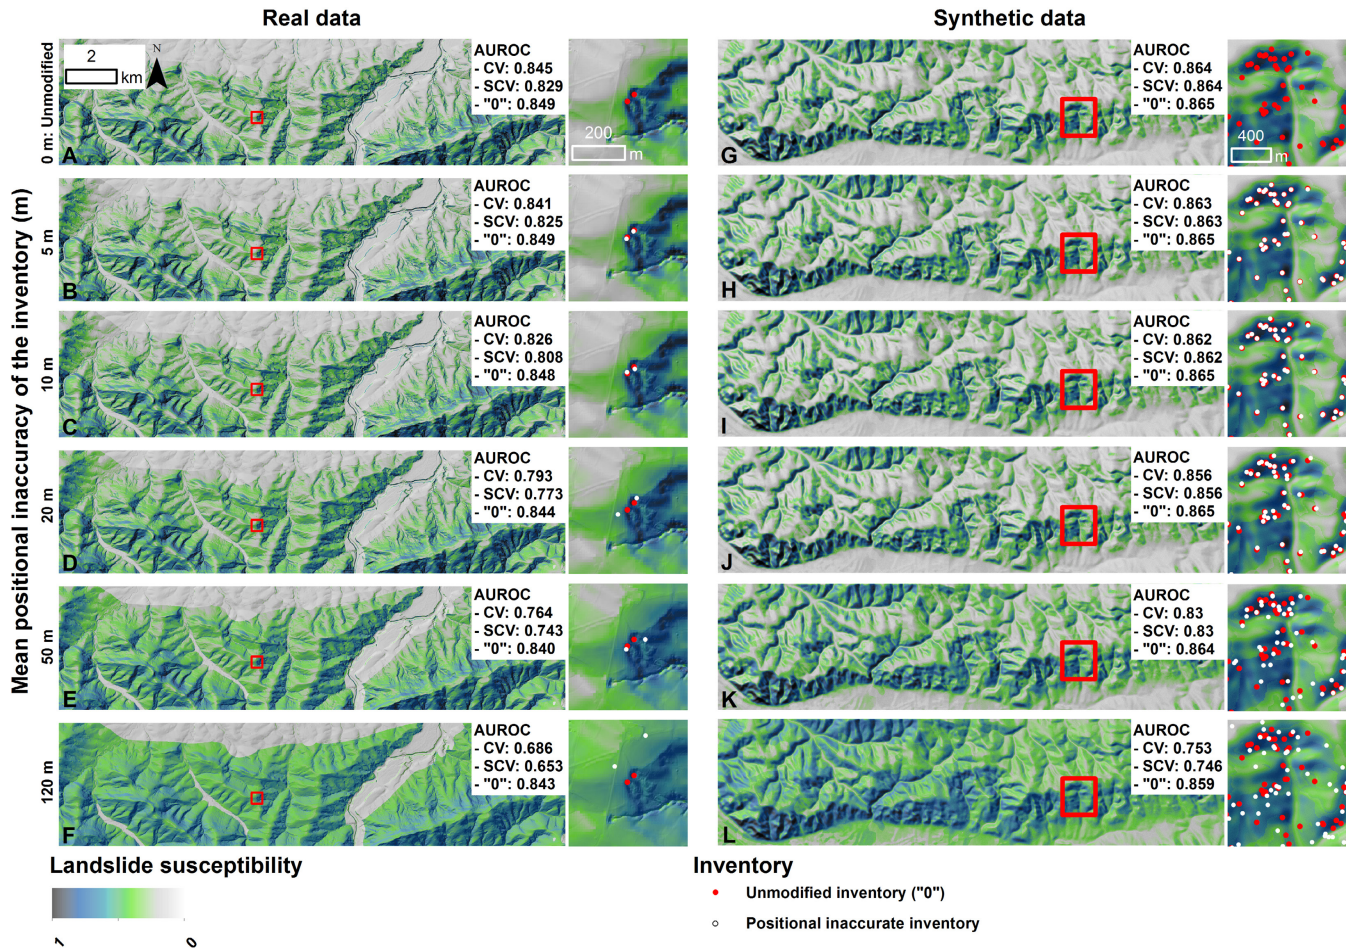 Real data
Synthetic data
Mean positional inaccuracy of the inventory (m)
0 m: Unmodified
2
km
N
A
AUROC
- CV: 0.845
- SCV: 0.829
- "0": 0.849
200
m
G
AUROC
- CV: 0.864
- SCV: 0.864
- "0": 0.865
400
m
5 m
B
AUROC
- CV: 0.841
- SCV: 0.825
- "0": 0.849
H
AUROC
- CV: 0.863
- SCV: 0.863
- "0": 0.865
10 m
C
AUROC
- CV: 0.826
- SCV: 0.808
- "0": 0.848
I
AUROC
- CV: 0.862
- SCV: 0.862
- "0": 0.865
20 m
D
AUROC
- CV: 0.793
- SCV: 0.773
- "0": 0.844
J
AUROC
- CV: 0.856
- SCV: 0.856
- "0": 0.865
50 m
E
AUROC
- CV: 0.764
- SCV: 0.743
- "0": 0.840
K
AUROC
- CV: 0.83
- SCV: 0.83
- "0": 0.864
120 m
F
AUROC
- CV: 0.686
- SCV: 0.653
- "0": 0.843
L
AUROC
- CV: 0.753
- SCV: 0.746
- "0": 0.859
Landslide susceptibility
1
0
Inventory
Unmodified inventory ("0")
Positional inaccurate inventory